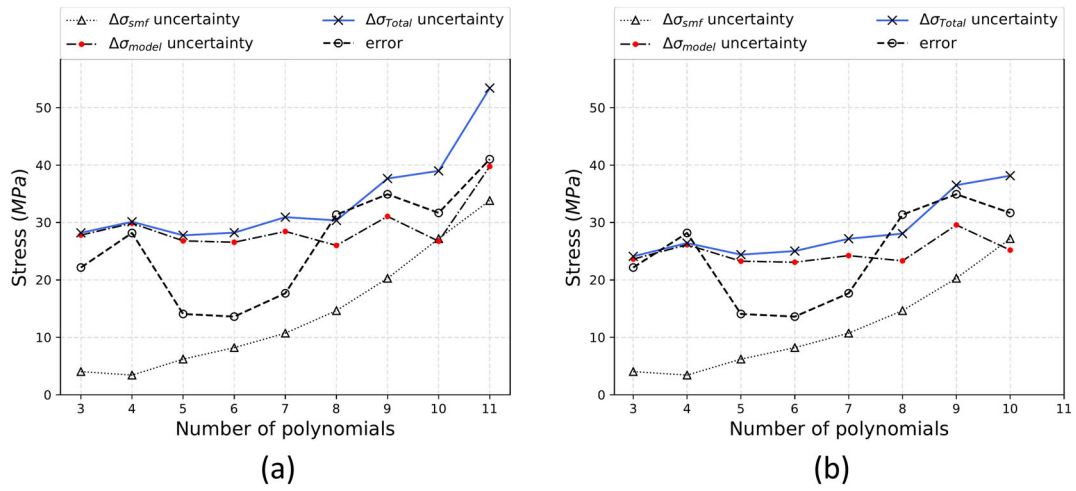 Δσsmf uncertainty
Δσmodel uncertainty
ΔσTotal uncertainty
error
Stress (MPa)
50
40
30
20
10
0
3 4 5 6 7 8 9 10 11
Number of polynomials
(a)
Δσsmf uncertainty
Δσmodel uncertainty
ΔσTotal uncertainty
error
Stress (MPa)
50
40
30
20
10
0
3 4 5 6 7 8 9 10 11
Number of polynomials
(b)